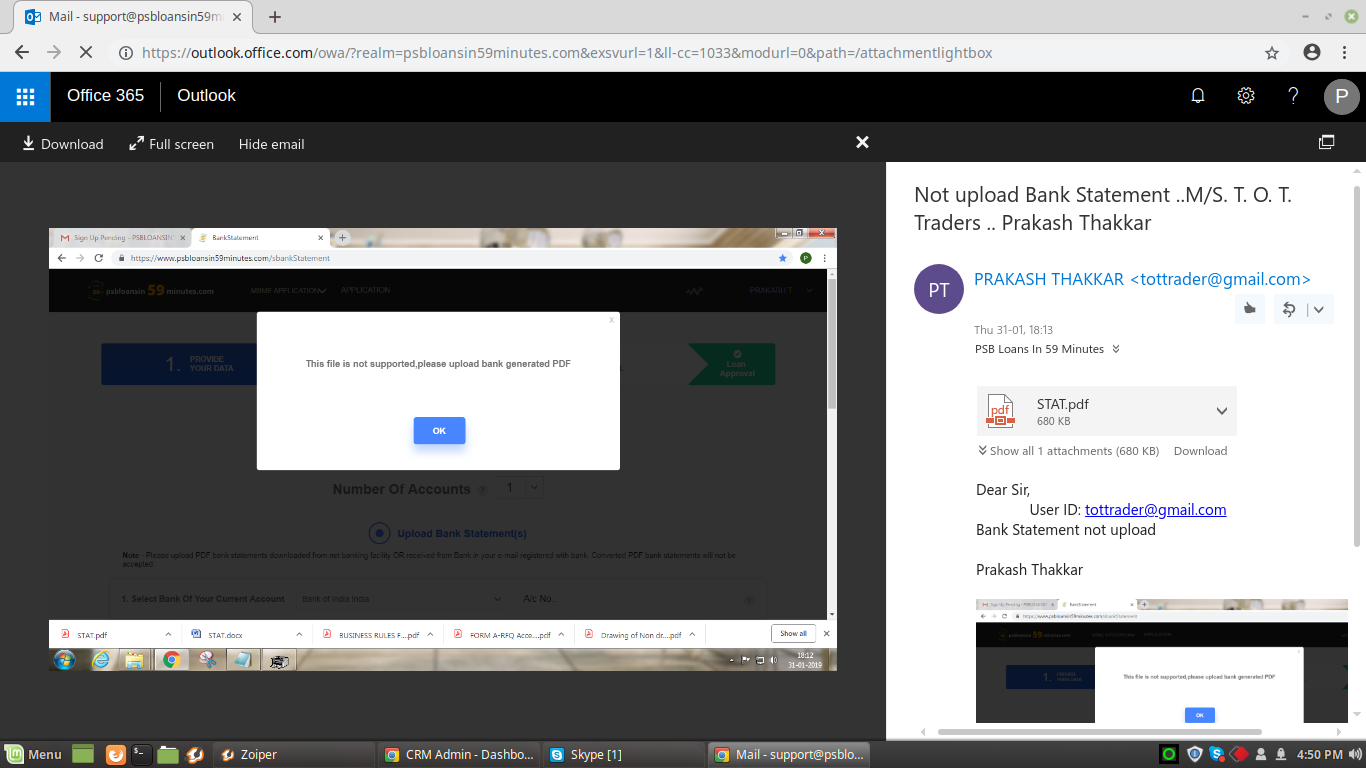 Mail - support@psbloansin59m
https://outlook.office.com/owa/?realm=psbloansin59minutes.com&exsvurl=1&ll-cc=1033&modurl=0&path=/attachmentlightbox
Office 365
Outlook
P
Download
Full screen
Hide email
Sign Up Pending - PSBLOANSIN
BankStatement
https://www.psbloansin59minutes.com/sbankStatement
P
psbloansin 59 minutes.com
MSME APPLICATION
APPLICATION
PRAKASH T
1. PROVIDE
YOUR DATA
Loan
Approval
x
This file is not supported,please upload bank generated PDF
OK
Number Of Accounts ? 1
Upload Bank Statement(s)
Note - Please upload PDF bank statements downloaded from net banking facility OR received from Bank in your e-mail registered with bank. Converted PDF bank statements will not be
accepted
1. Select Bank Of Your Current Account
Bank of India India
A/c No.
STAT.pdf
STAT.docx
BUSINESS RULES F....pdf
FORM A-RFQ Acce....pdf
Drawing of Non dr....pdf
Show all
18:12
31-01-2019
Not upload Bank Statement ..M/S. T. O. T.
Traders .. Prakash Thakkar
PT
PRAKASH THAKKAR <tottrader@gmail.com>
Thu 31-01, 18:13
PSB Loans In 59 Minutes
pdf
STAT.pdf
680 KB
Show all 1 attachments (680 KB)
Download
Dear Sir,
User ID: tottrader@gmail.com
Bank Statement not upload
Prakash Thakkar
BankStatement
psbloansin 59 minutes.com
1.
This file is not supported,please upload bank generated PDF
OK
Menu
Zoiper
CRM Admin - Dashbo...
Skype [1]
Mail - support@psblo...
4:50 PM